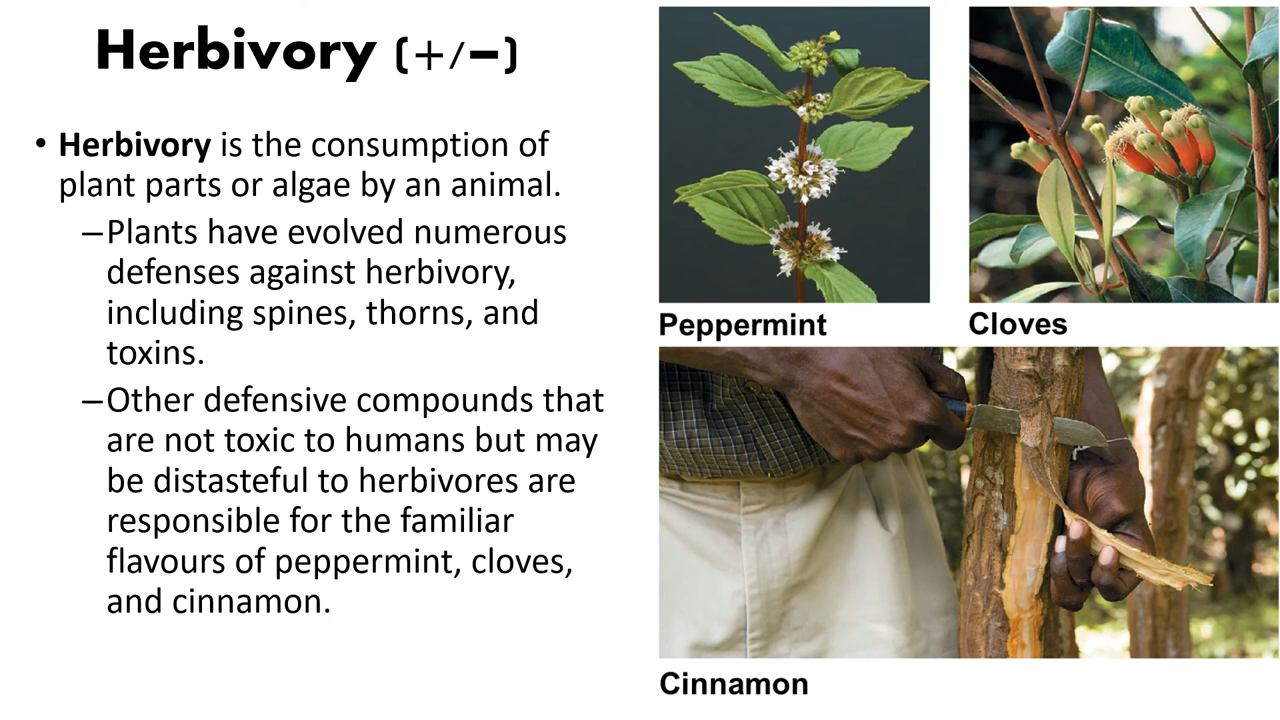 Herbivory (+/−)
• Herbivory is the consumption of
plant parts or algae by an animal.
–Plants have evolved numerous
defenses against herbivory,
including spines, thorns, and
toxins.
–Other defensive compounds that
are not toxic to humans but may
be distasteful to herbivores are
responsible for the familiar
flavours of peppermint, cloves,
and cinnamon.
Peppermint
Cloves
Cinnamon